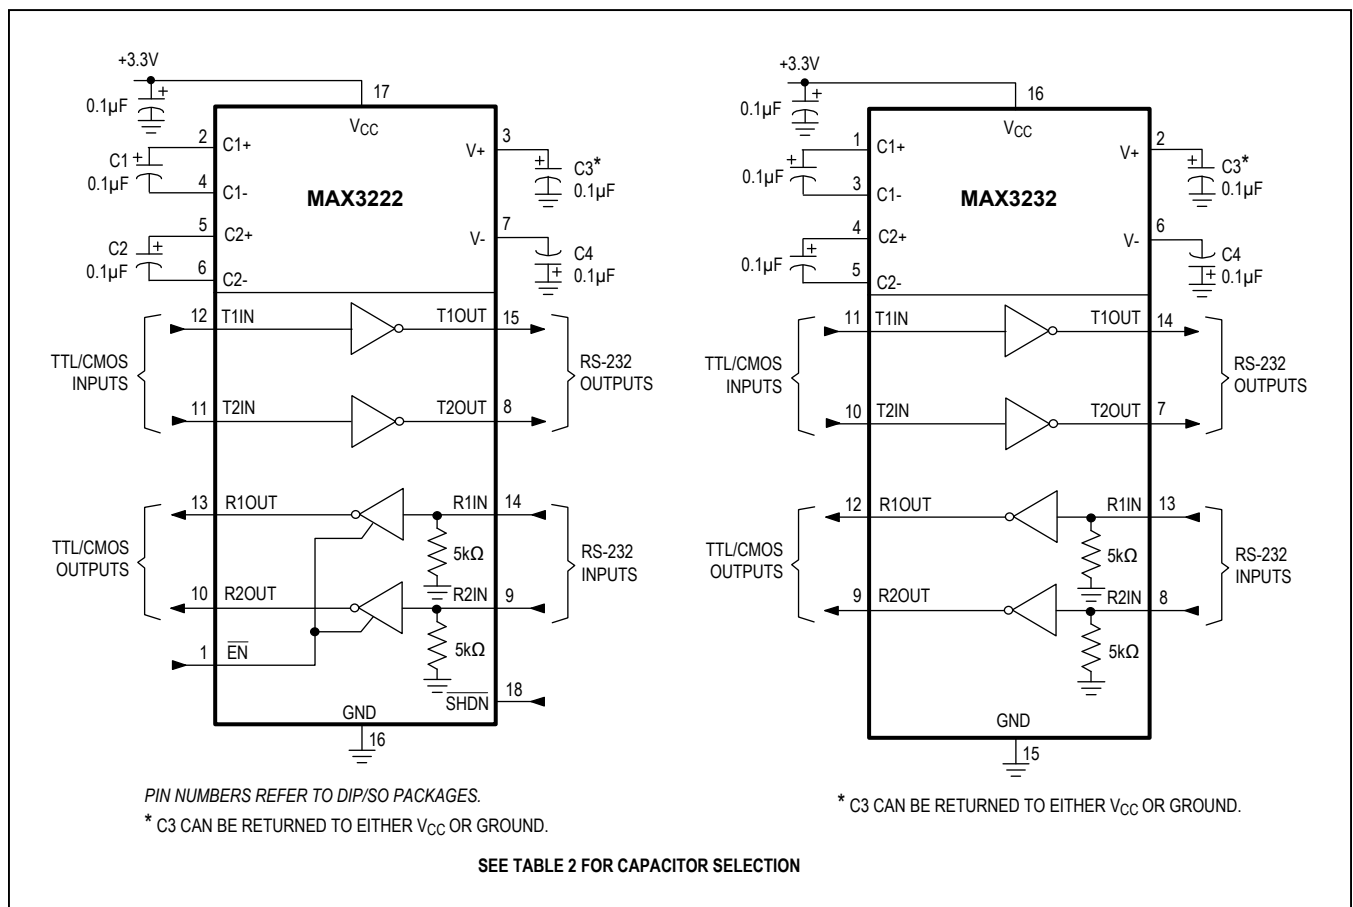 +3.3V
0.1µF
+
17
VCC
2
C1+
C1
+
0.1µF
4
C1-
5
C2+
C2
+
0.1µF
6
C2-
MAX3222
3
V+
+
C3*
0.1µF
7
V-
C4
+
0.1µF
TTL/CMOS
INPUTS
12
T1IN
T1OUT
15
11
T2IN
T2OUT
8
RS-232
OUTPUTS
TTL/CMOS
OUTPUTS
13
R1OUT
R1IN
14
5kΩ
10
R2OUT
R2IN
9
5kΩ
RS-232
INPUTS
1
EN
SHDN
18
GND
16
PIN NUMBERS REFER TO DIP/SO PACKAGES.
* C3 CAN BE RETURNED TO EITHER VCC OR GROUND.
+3.3V
0.1µF
+
16
VCC
1
C1+
+
0.1µF
3
C1-
4
C2+
+
0.1µF
5
C2-
MAX3232
2
V+
+
C3*
0.1µF
6
V-
C4
+
0.1µF
TTL/CMOS
INPUTS
11
T1IN
T1OUT
14
10
T2IN
T2OUT
7
RS-232
OUTPUTS
TTL/CMOS
OUTPUTS
12
R1OUT
R1IN
13
5kΩ
9
R2OUT
R2IN
8
5kΩ
RS-232
INPUTS
GND
15
* C3 CAN BE RETURNED TO EITHER VCC OR GROUND.
SEE TABLE 2 FOR CAPACITOR SELECTION